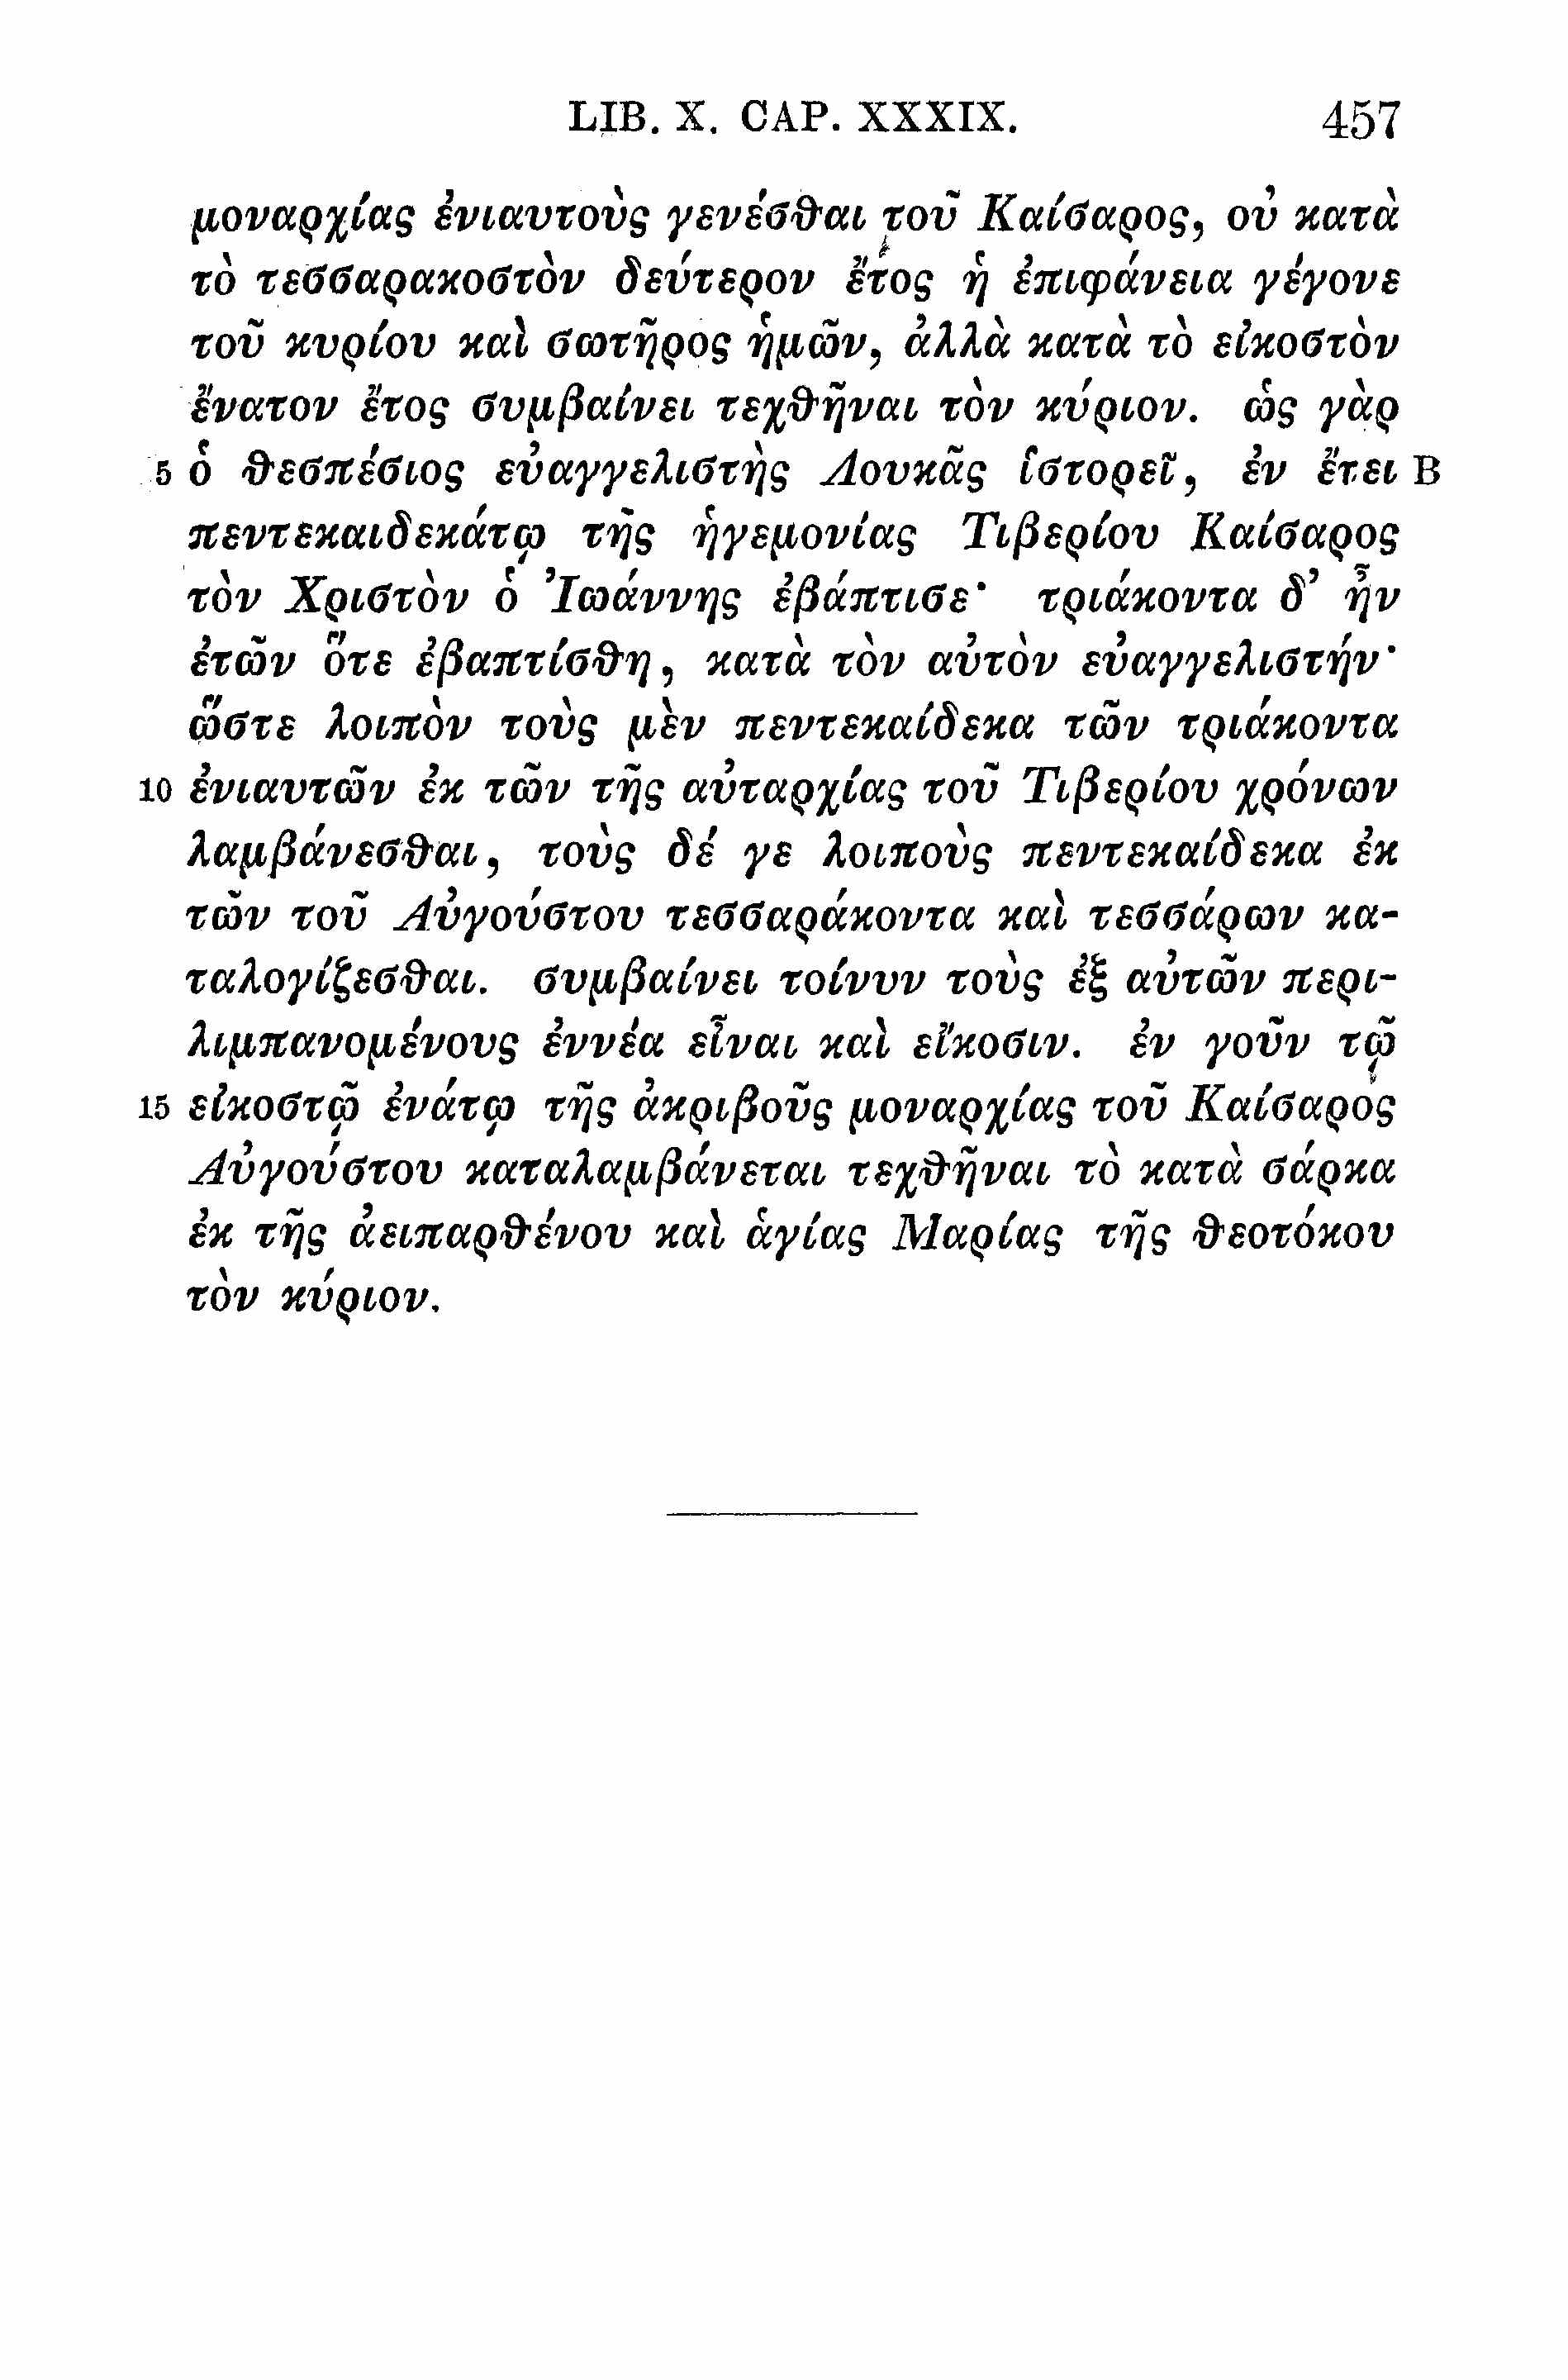 LIB. X. CAP. XXXIX. 457
μοναρχίας ἐνιαυτοὺς γενέσθαι τοῦ Καίσαρος, οὐ κατὰ
τὸ τεσσαρακοστὸν δεύτερον ἔτος ἡ ἐπιφάνεια γέγονε
τοῦ κυρίου καὶ σωτῆρος ἡμῶν, ἀλλὰ κατὰ τὸ εἰκοστὸν
ἔνατον ἔτος συμβαίνει τεχθῆναι τὸν κύριον. ὡς γὰρ
5 ὁ θεσπέσιος εὐαγγελιστὴς Λουκᾶς ἱστορεῖ, ἐν ἔτει B
πεντεκαιδεκάτῳ τῆς ἡγεμονίας Τιβερίου Καίσαρος
τὸν Χριστὸν ὁ Ἰωάννης ἐβάπτισε· τριάκοντα δ’ ἦν
ἐτῶν ὅτε ἐβαπτίσθη, κατὰ τὸν αὐτὸν εὐαγγελιστήν·
ὥστε λοιπὸν τοὺς μὲν πεντεκαίδεκα τῶν τριάκοντα
10 ἐνιαυτῶν ἐκ τῶν τῆς αὐταρχίας τοῦ Τιβερίου χρόνων
λαμβάνεσθαι, τοὺς δέ γε λοιποὺς πεντεκαίδεκα ἐκ
τῶν τοῦ Αὐγούστου τεσσαράκοντα καὶ τεσσάρων κα-
ταλογίζεσθαι. συμβαίνει τοίνυν τοὺς ἐξ αὐτῶν περι-
λιμπανομένους ἐννέα εἶναι καὶ εἴκοσιν. ἐν γοῦν τῷ
15 εἰκοστῷ ἐνάτῳ τῆς ἀκριβοῦς μοναρχίας τοῦ Καίσαρος
Αὐγούστου καταλαμβάνεται τεχθῆναι τὸ κατὰ σάρκα
ἐκ τῆς ἀειπαρθένου καὶ ἁγίας Μαρίας τῆς θεοτόκου
τὸν κύριον.